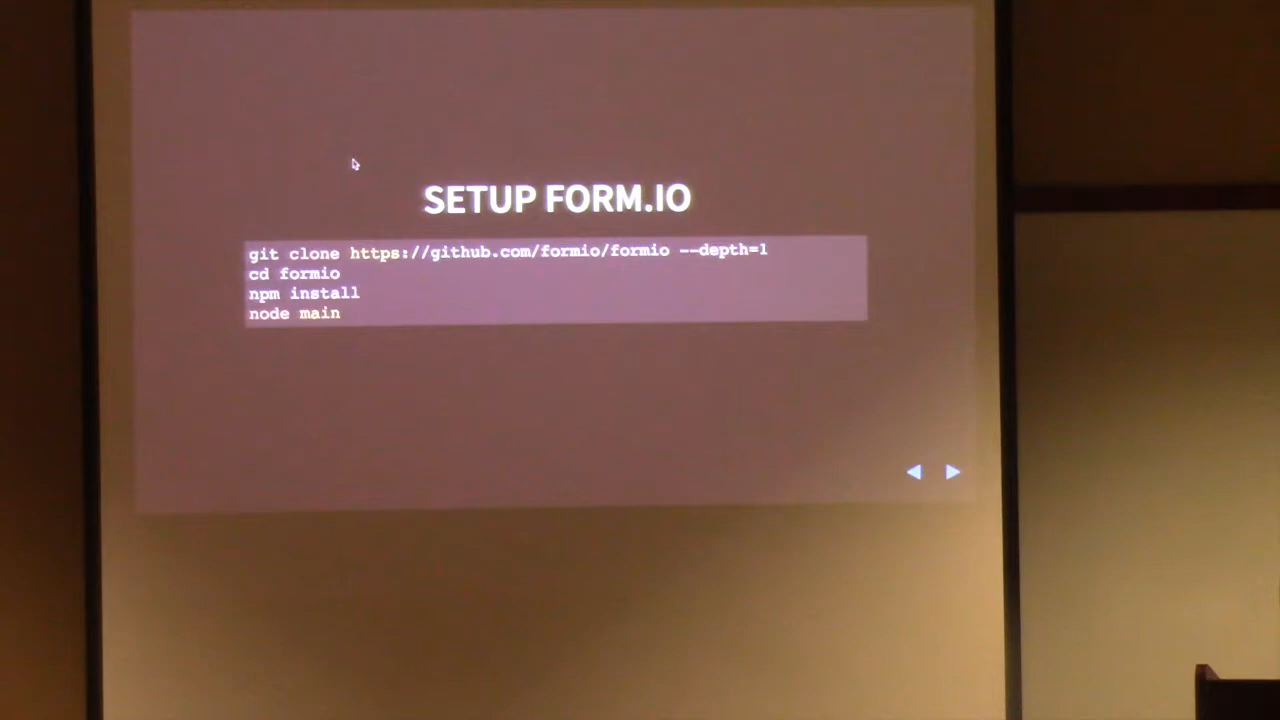 SETUP FORM.IO
git clone https://github.com/formio/formio --depth=1
cd formio
npm install
node main